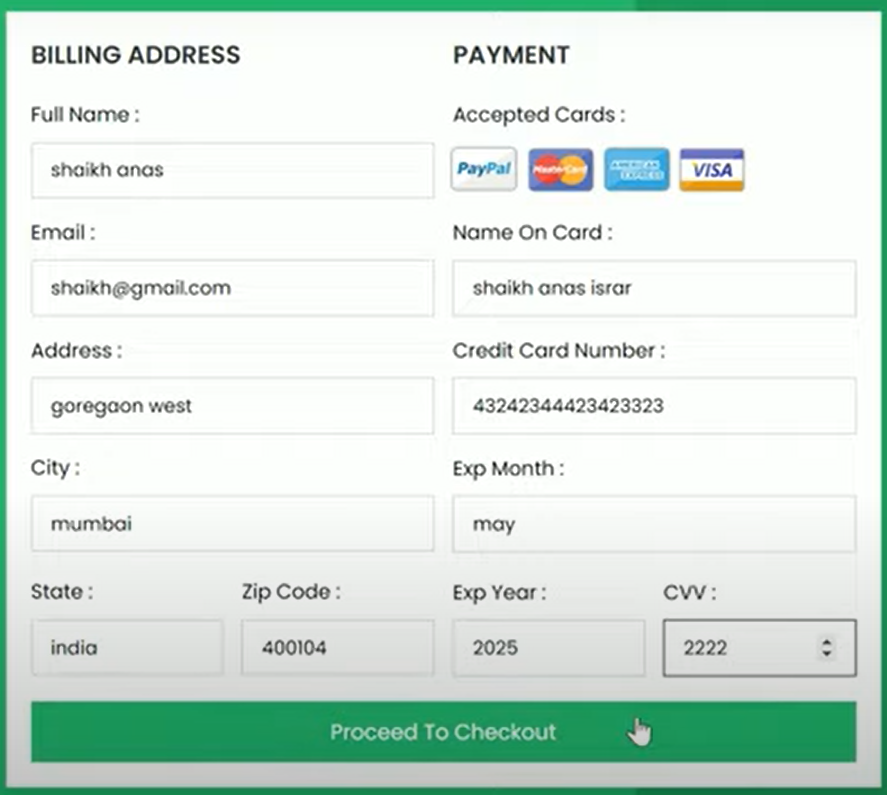 BILLING ADDRESS
Full Name :
shaikh anas
Email :
shaikh@gmail.com
Address :
goregaon west
City :
mumbai
State :
Zip Code :
india
400104
PAYMENT
Accepted Cards :
PayPal
MasterCard
AMERICAN
EXPRESS
VISA
Name On Card :
shaikh anas israr
Credit Card Number :
43242344423423323
Exp Month :
may
Exp Year :
CVV :
2025
2222
Proceed To Checkout